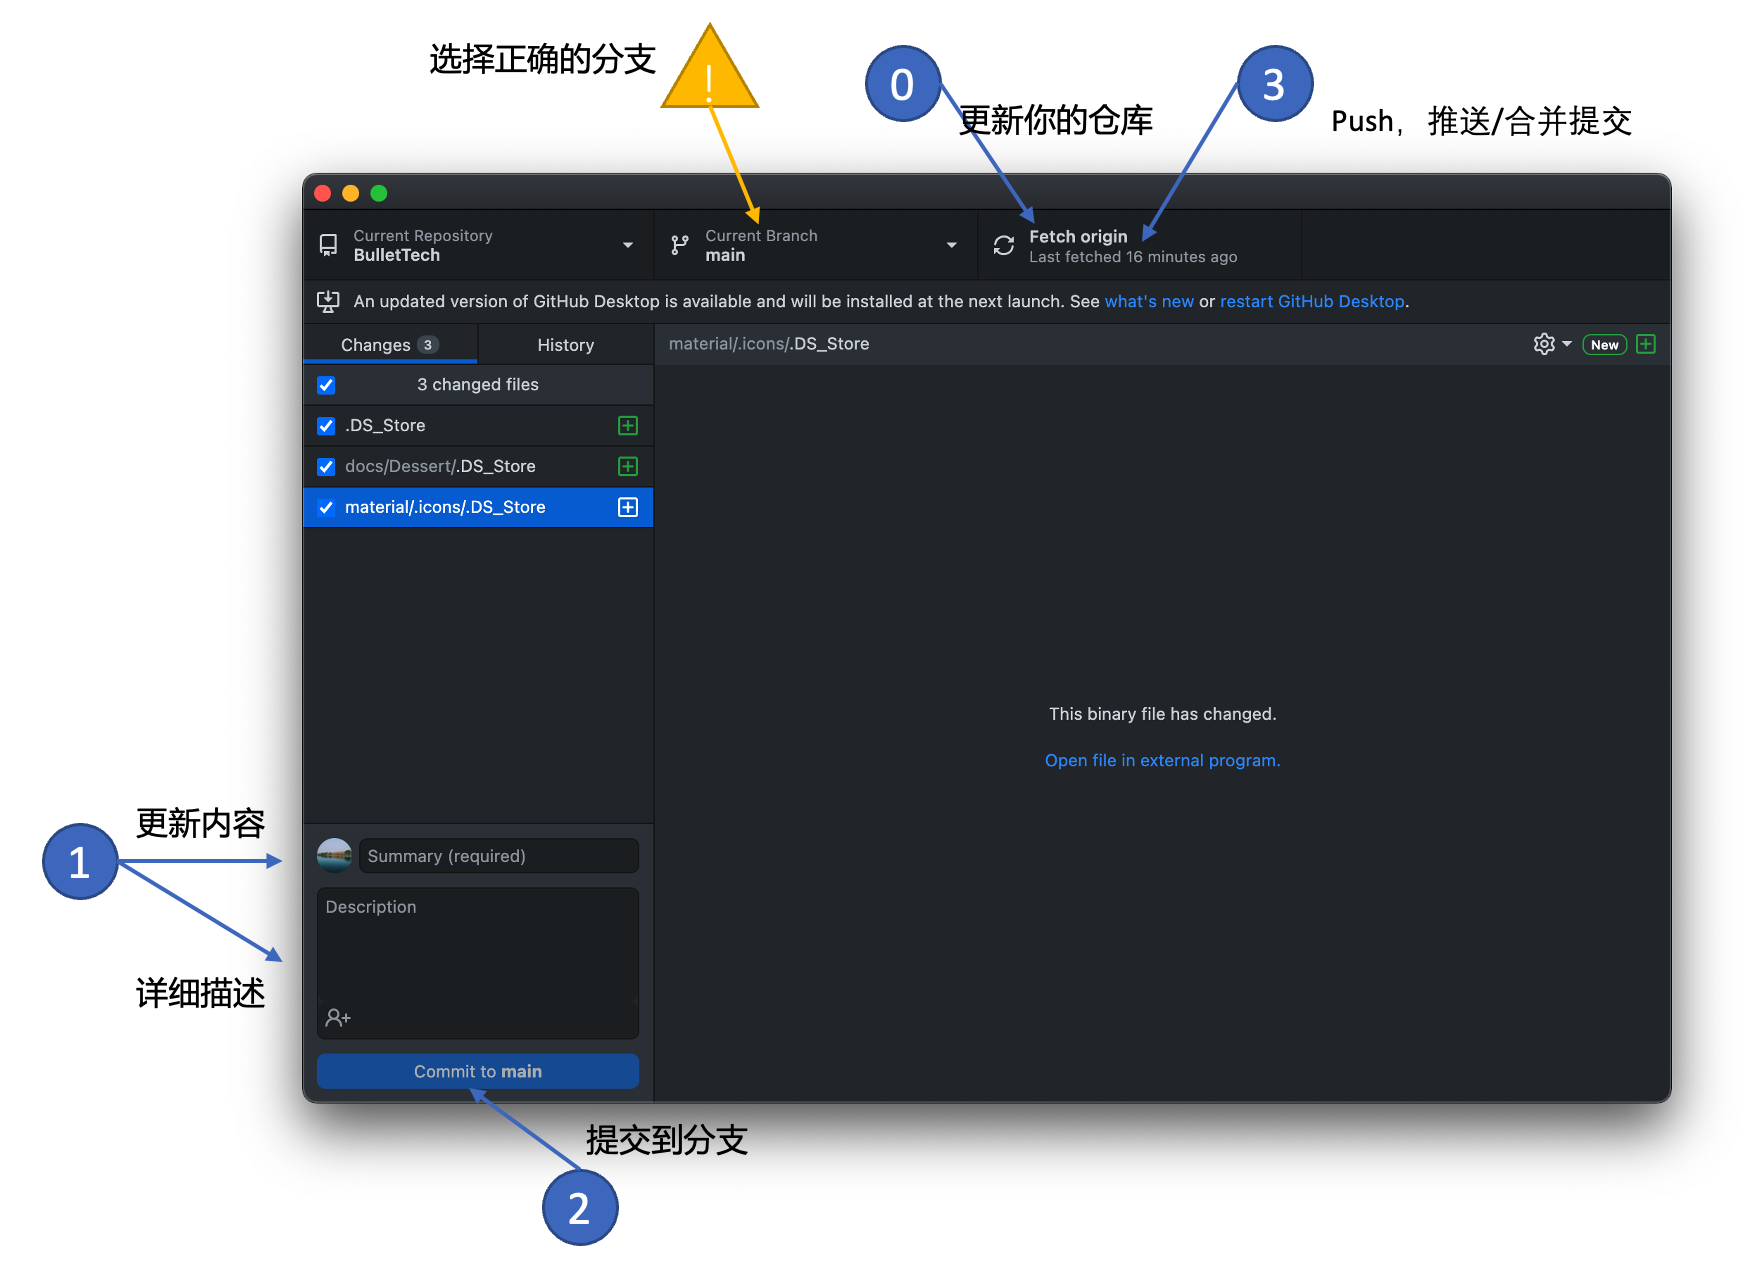 选择正确的分支
!
0
更新你的仓库
3
Push，推送/合并提交
Current Repository
BulletTech
Current Branch
main
Fetch origin
Last fetched 16 minutes ago
An updated version of GitHub Desktop is available and will be installed at the next launch. See what's new or restart GitHub Desktop.
Changes 3
History
material/.icons/.DS_Store
New
3 changed files
.DS_Store
docs/Dessert/.DS_Store
material/.icons/.DS_Store
This binary file has changed.
Open file in external program.
1
更新内容
详细描述
Summary (required)
Description
Commit to main
提交到分支
2